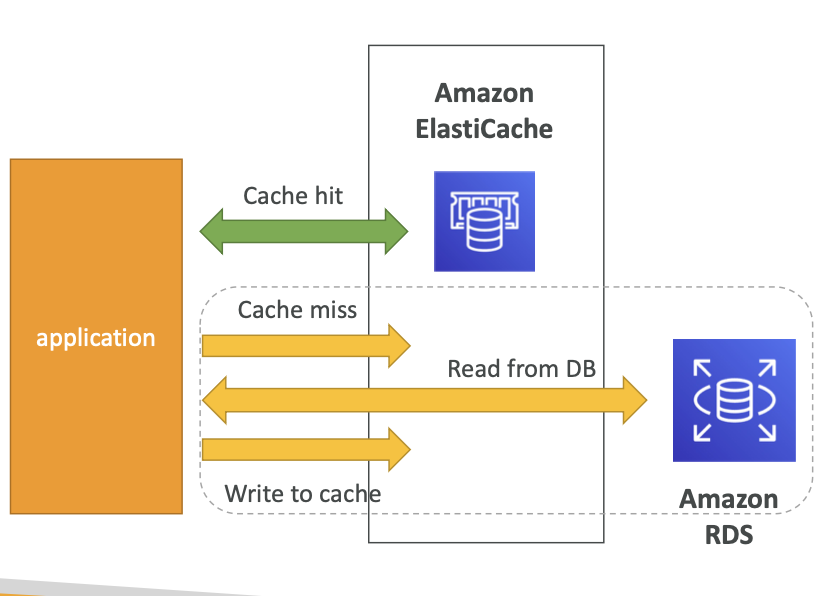 Amazon
ElastiCache
Cache hit
application
Cache miss
Read from DB
Write to cache
Amazon
RDS